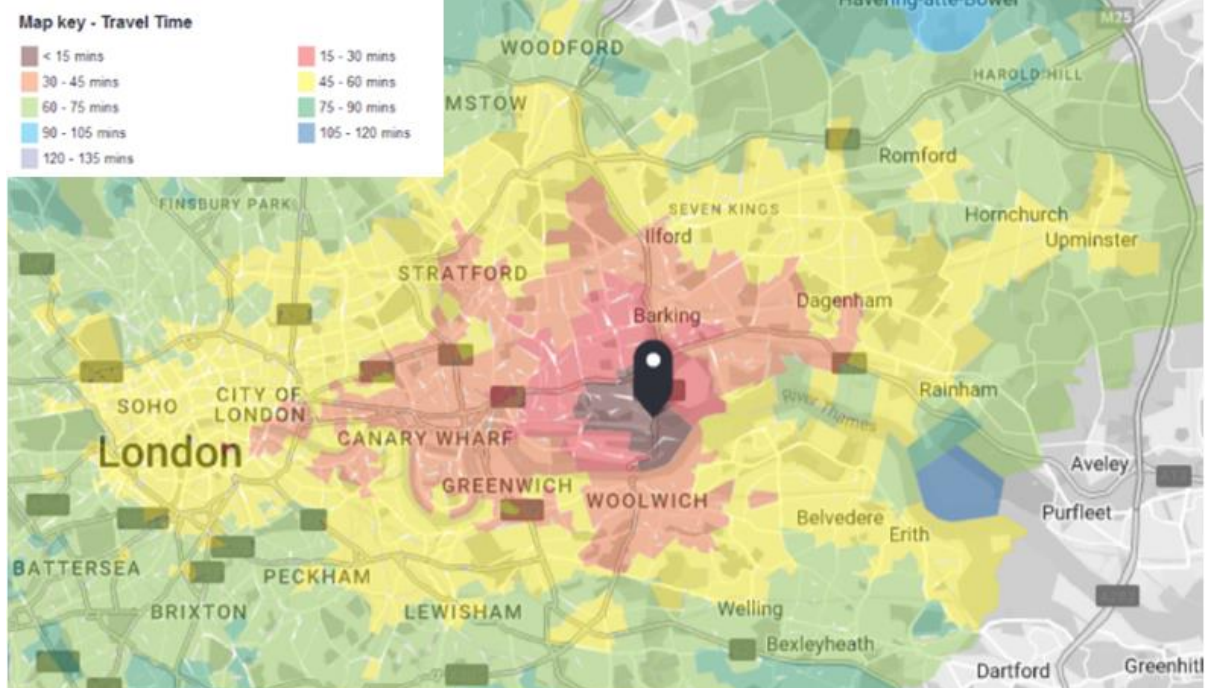 Map key - Travel Time
< 15 mins
15 - 30 mins
30 - 45 mins
45 - 60 mins
60 - 75 mins
75 - 90 mins
90 - 105 mins
105 - 120 mins
120 - 135 mins
Havering-atte-Bower
M25
WOODFORD
HAROLD HILL
MSTOW
Romford
FINSBURY PARK
SEVEN KINGS
Hornchurch
Ilford
Upminster
STRATFORD
Dagenham
Barking
Rainham
River Thames
SOHO
CITY OF
LONDON
CANARY WHARF
London
Aveley
GREENWICH
WOOLWICH
Purfleet
Belvedere
Erith
BATTERSEA
PECKHAM
BRIXTON
LEWISHAM
Welling
Bexleyheath
Dartford
Greenhith